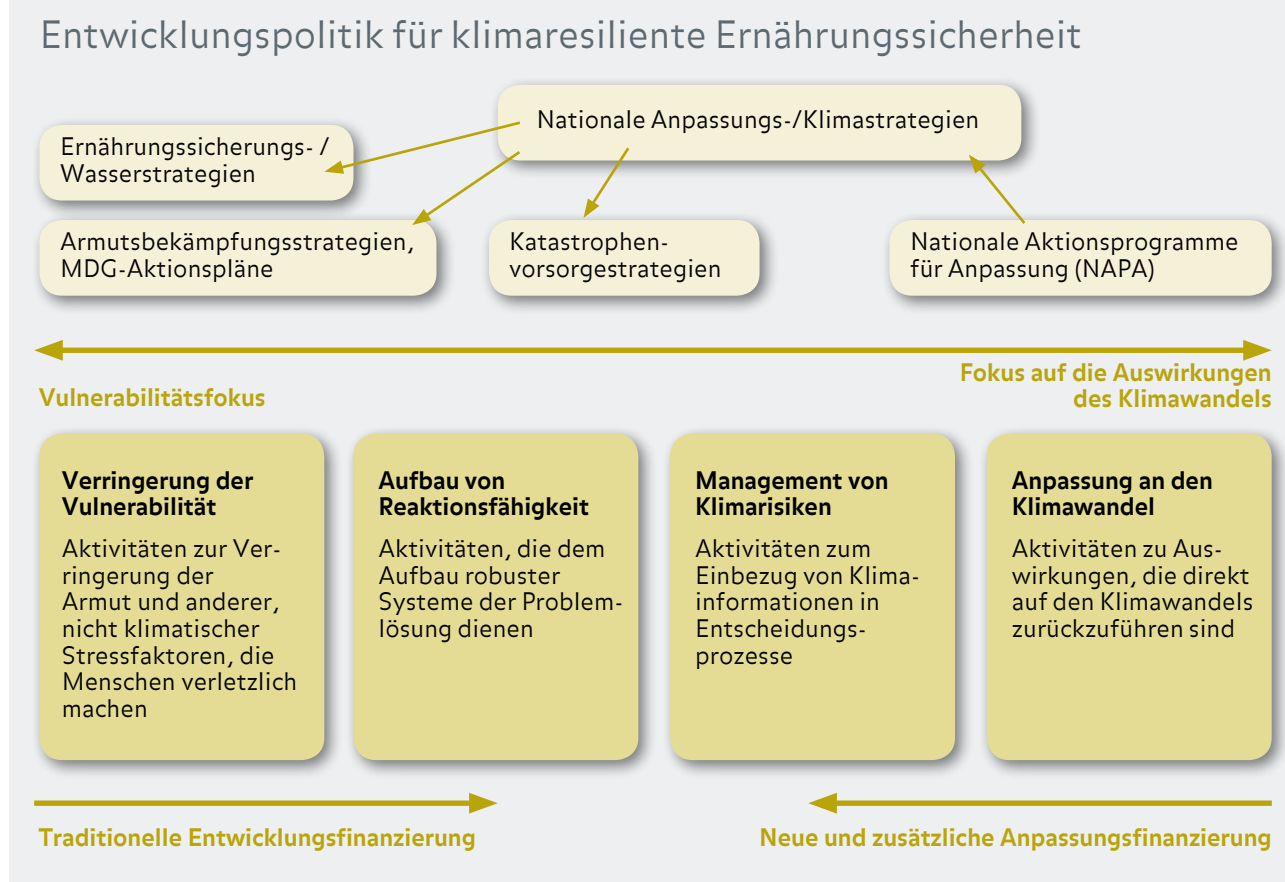 Entwicklungspolitik für klimaresiliente Ernährungssicherheit
Nationale Anpassungs-/Klimastrategien
Ernährungssicherungs- /
Wasserstrategien
Armutsbekämpfungsstrategien,
MDG-Aktionspläne
Katastrophen-
vorsorgestrategien
Nationale Aktionsprogramme
für Anpassung (NAPA)
Vulnerabilitätsfokus
Fokus auf die Auswirkungen
des Klimawandels
Verringerung der
Vulnerabilität
Aktivitäten zur Ver-
ringerung der
Armut und anderer,
nicht klimatischer
Stressfaktoren, die
Menschen verletzlich
machen
Aufbau von
Reaktionsfähigkeit
Aktivitäten, die dem
Aufbau robuster
Systeme der Problem-
lösung dienen
Management von
Klimarisiken
Aktivitäten zum
Einbezug von Klima-
informationen in
Entscheidungs-
prozesse
Anpassung an den
Klimawandel
Aktivitäten zu Aus-
wirkungen, die direkt
auf den Klimawandels
zurückzuführen sind
Traditionelle Entwicklungsfinanzierung
Neue und zusätzliche Anpassungsfinanzierung